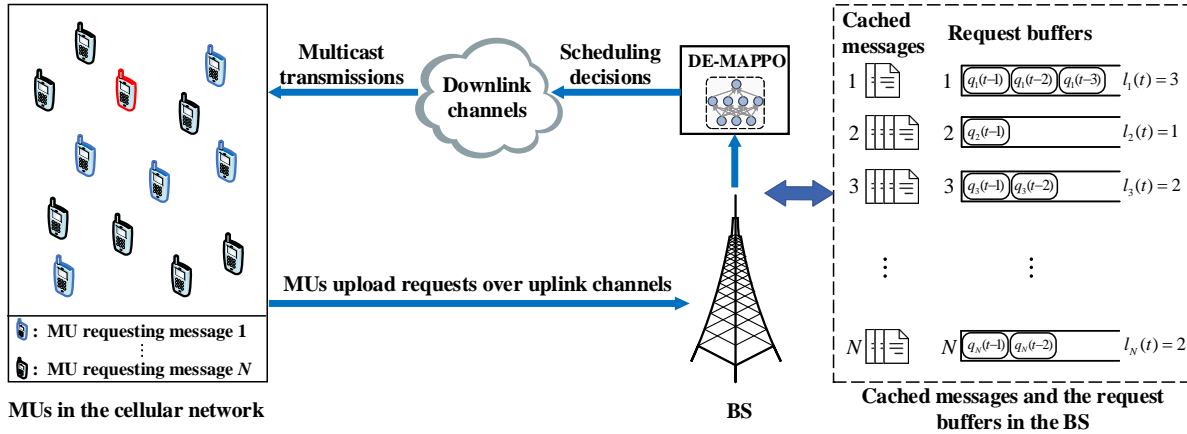 Multicast
transmissions
Downlink
channels
Scheduling
decisions
DE-MAPPO
MUs upload requests over uplink channels
: MU requesting message 1
: MU requesting message N
MUs in the cellular network
BS
Cached
messages
Request buffers
1 1 q₁(t−1) q₁(t−2) q₁(t−3) l₁(t) = 3
2 2 q₂(t−1) l₂(t) = 1
3 3 q₃(t−1) q₃(t−2) l₃(t) = 2
⋮ ⋮
N N q_N(t−1) q_N(t−2) l_N(t) = 2
Cached messages and the request
buffers in the BS